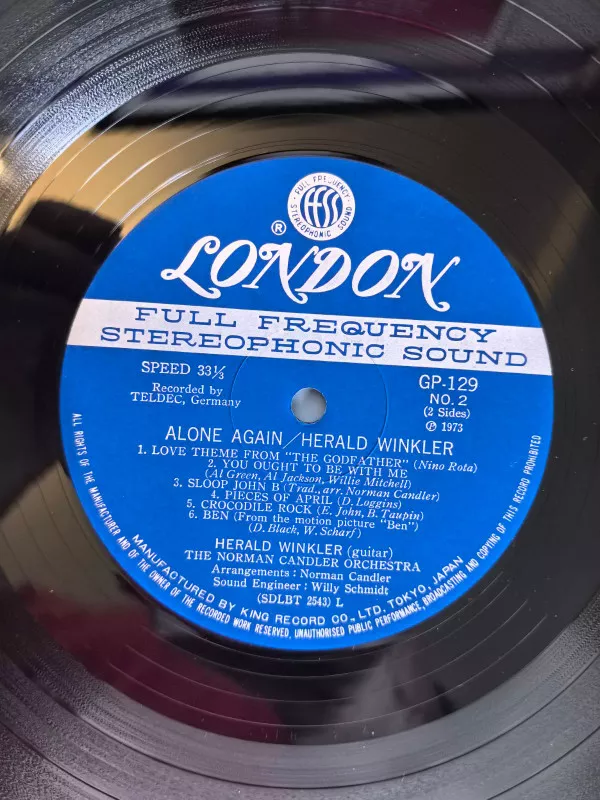 · FULL FREQUENCY ·
FFSS
STEREOPHONIC SOUND
®
LONDON
FULL FREQUENCY
STEREOPHONIC SOUND
SPEED 33⅓
GP-129
Recorded by
NO. 2
TELDEC, Germany
(2 Sides)
℗ 1973
ALONE AGAIN / HERALD WINKLER
1. LOVE THEME FROM "THE GODFATHER" (Nino Rota)
2. YOU OUGHT TO BE WITH ME
(Al Green, Al Jackson, Willie Mitchell)
3. SLOOP JOHN B (Trad., arr. Norman Candler)
4. PIECES OF APRIL (D. Loggins)
5. CROCODILE ROCK (E. John, B. Taupin)
6. BEN (From the motion picture "Ben")
(D. Black, W. Scharf)
HERALD WINKLER (guitar)
THE NORMAN CANDLER ORCHESTRA
Arrangements : Norman Candler
Sound Engineer : Willy Schmidt
(SDLBT 2543) L
MANUFACTURED BY KING RECORD CO., LTD. TOKYO, JAPAN
ALL RIGHTS OF THE MANUFACTURER AND OF THE OWNER OF THE RECORDED WORK RESERVED, UNAUTHORISED PUBLIC PERFORMANCE, BROADCASTING AND COPYING OF THIS RECORD PROHIBITED